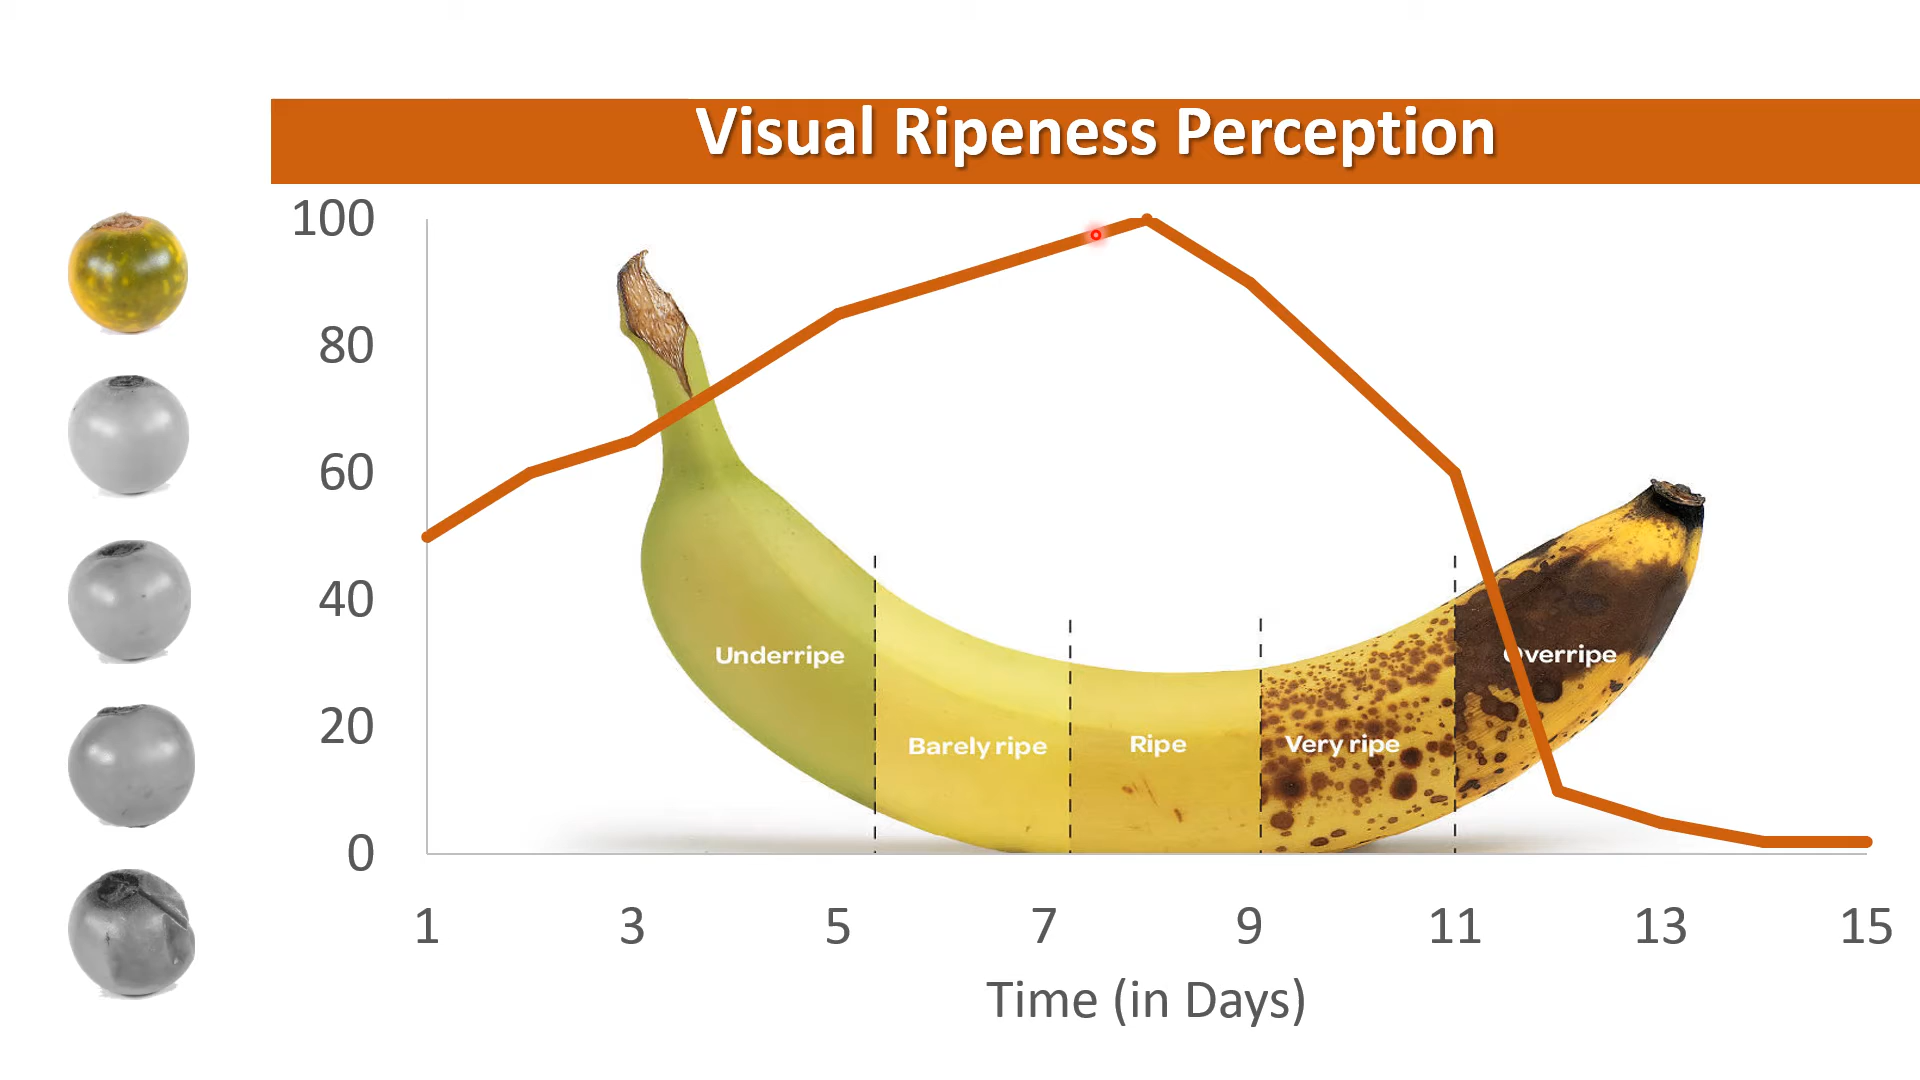 Visual Ripeness Perception
100
80
60
40
20
0
Underripe
Barely ripe
Ripe
Very ripe
Overripe
1 3 5 7 9 11 13 15
Time (in Days)